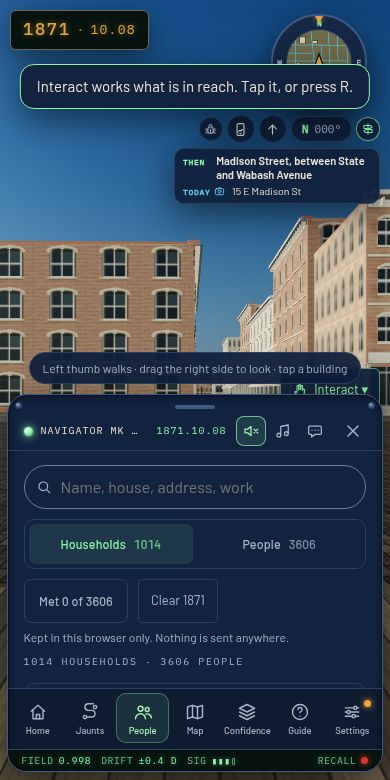 1871 · 10.08
N
W
E
Interact works what is in reach. Tap it, or press R.
N 000°
THEN Madison Street, between State
and Wabash Avenue
TODAY 15 E Madison St
Left thumb walks · drag the right side to look · tap a building
Interact ▾
NAVIGATOR MK … 1871.10.08
Name, house, address, work
Households 1014 People 3606
Met 0 of 3606 Clear 1871
Kept in this browser only. Nothing is sent anywhere.
1014 HOUSEHOLDS · 3606 PEOPLE
Home Jaunts People Map Confidence Guide Settings
FIELD 0.998 DRIFT ±0.4 D SIG RECALL